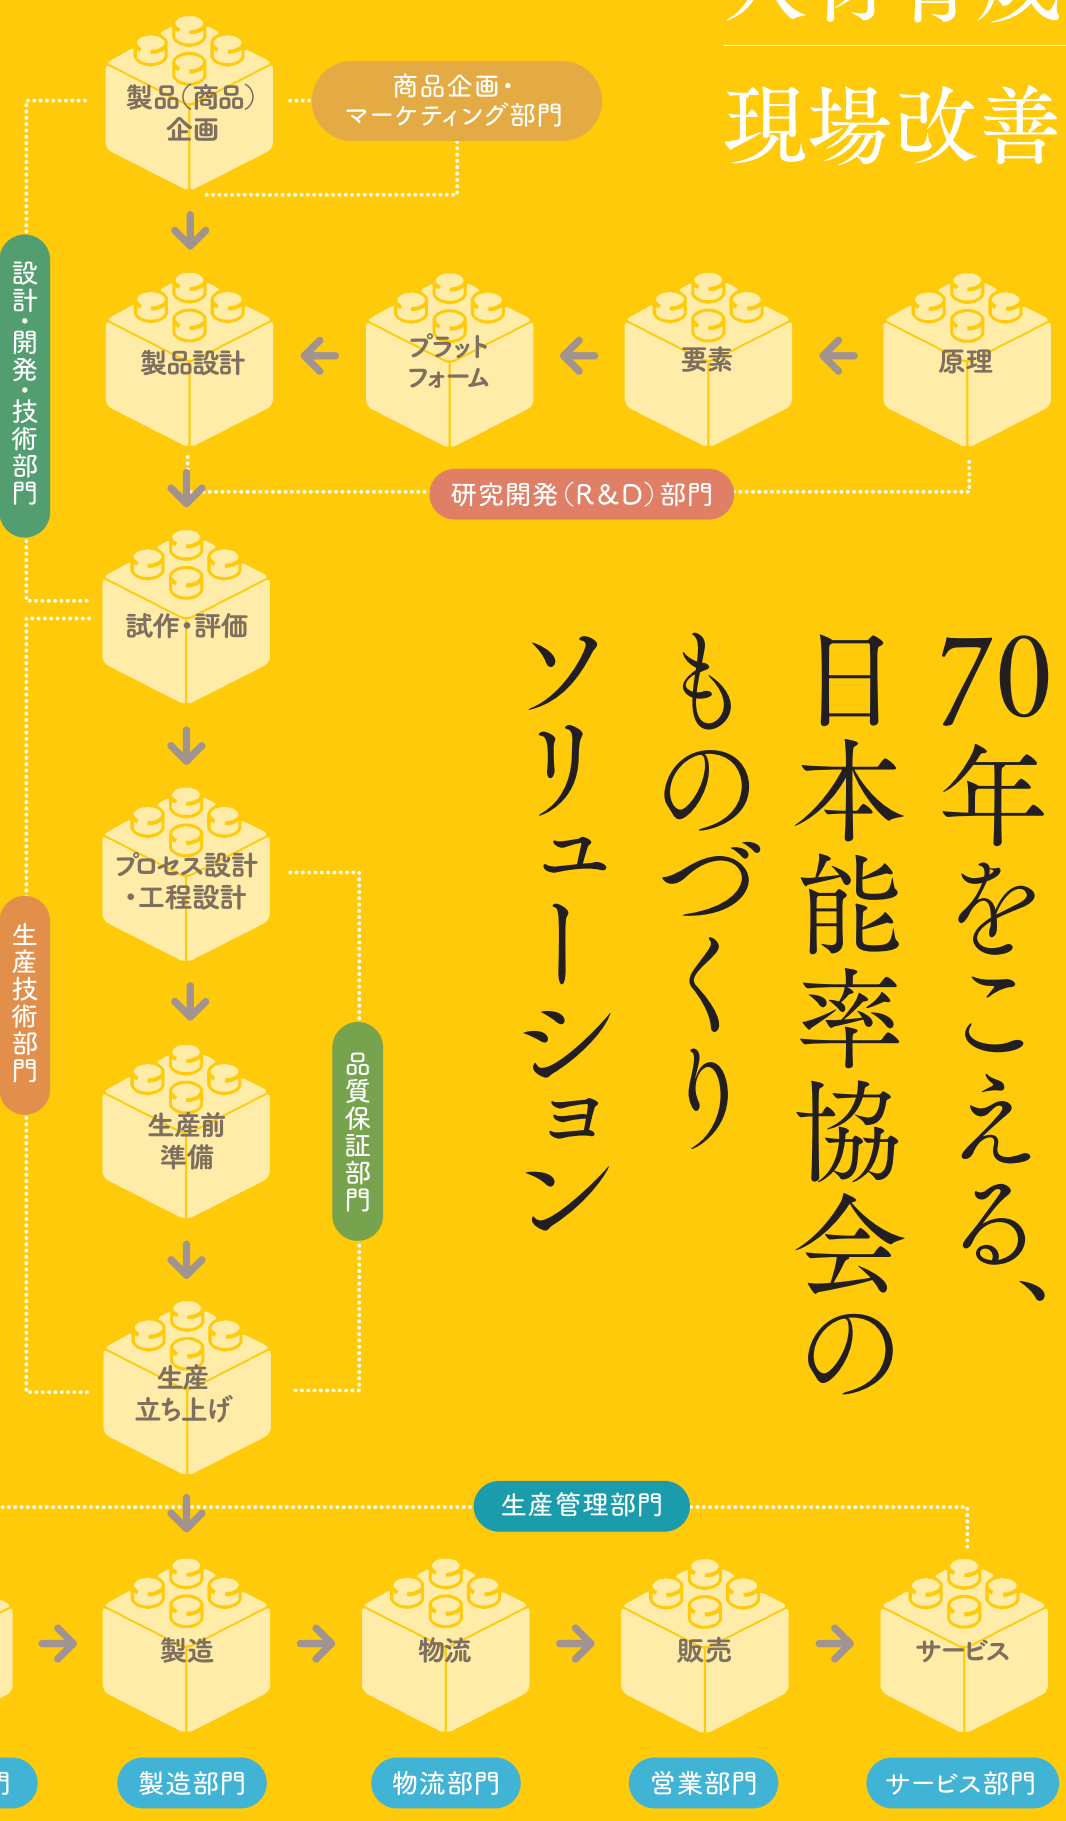 人材育成
現場改善
製品（商品）
企画
商品企画・
マーケティング部門
設計・開発・技術部門
製品設計
プラット
フォーム
要素
原理
研究開発（R＆D）部門
試作・評価
70年をこえる、
日本能率協会の
ものづくり
ソリューション
プロセス設計
・工程設計
生産技術部門
品質保証部門
生産前
準備
生産
立ち上げ
生産管理部門
製造
物流
販売
サービス
門
製造部門
物流部門
営業部門
サービス部門